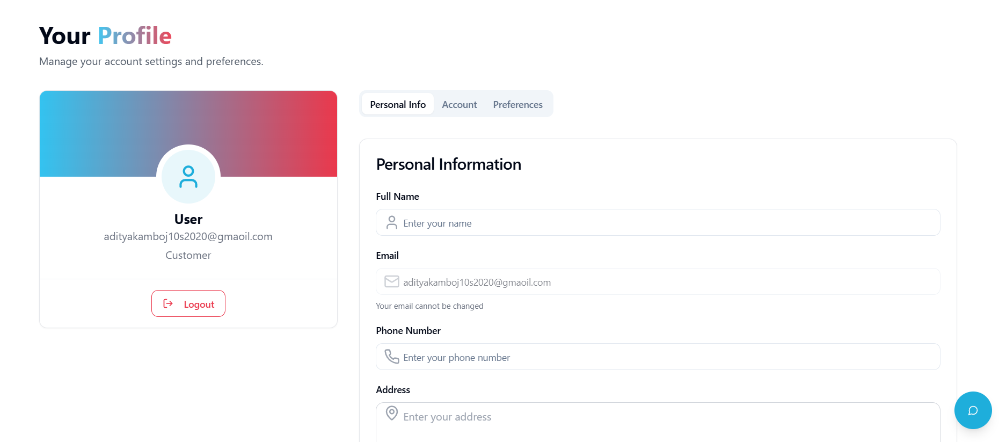 Your Profile
Manage your account settings and preferences.
User
adityakamboj10s2020@gmaoil.com
Customer
Logout
Personal Info
Account
Preferences
Personal Information
Full Name
Enter your name
Email
adityakamboj10s2020@gmaoil.com
Your email cannot be changed
Phone Number
Enter your phone number
Address
Enter your address